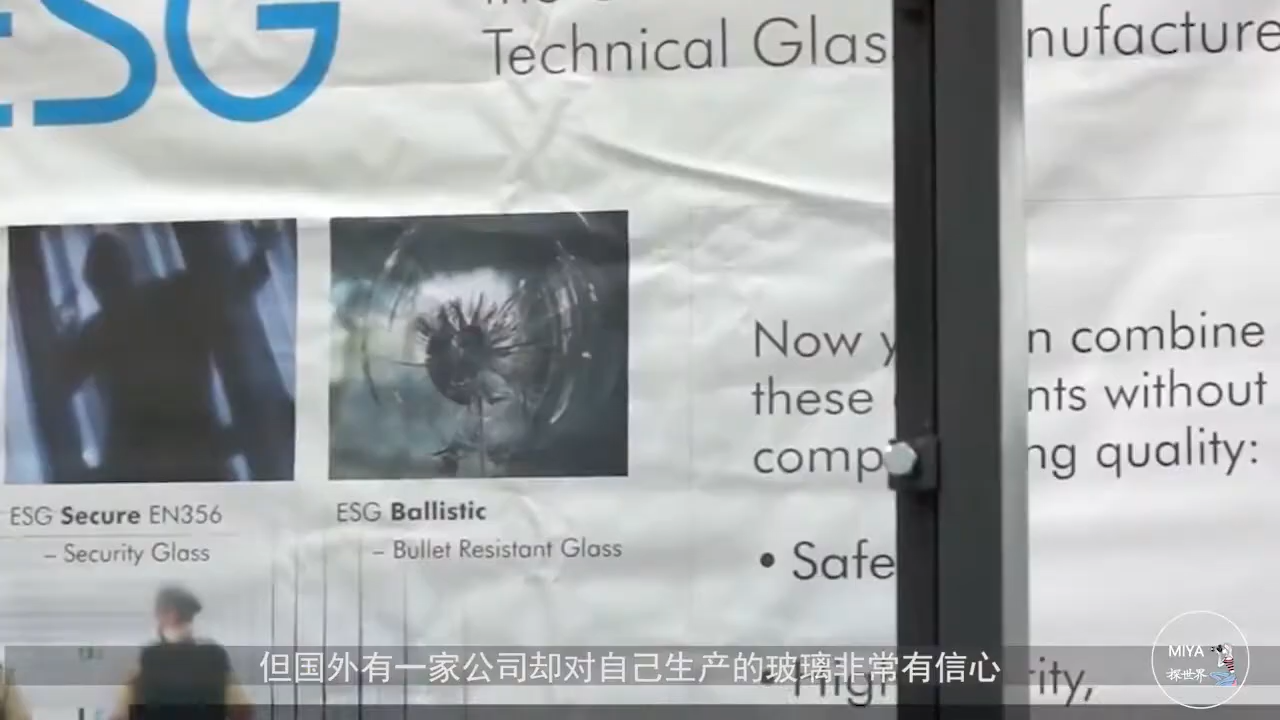 ESG
Technical Glas nufacture
Now y n combine
these nts without
comp ng quality:
ESG Secure EN356
– Security Glass
ESG Ballistic
– Bullet Resistant Glass
• Safe
• High rity,
但国外有一家公司却对自己生产的玻璃非常有信心
MIYA
探世界